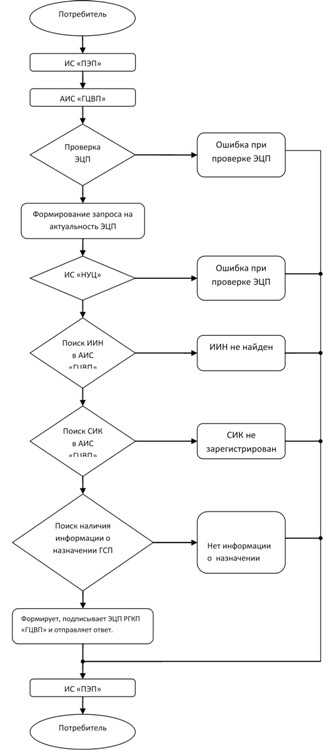 Потребитель
ИС «ПЭП»
АИС «ГЦВП»
Проверка
ЭЦП
Ошибка при
проверке ЭЦП
Формирование запроса на
актуальность ЭЦП
ИС «НУЦ»
Ошибка при
проверке ЭЦП
Поиск ИИН
в АИС
«ГЦВП»
ИИН не найден
Поиск СИК
в АИС
«ГЦВП»
СИК не
зарегистрирован
Поиск наличия
информации о
назначении ГСП
Нет информации
о назначении
Формирует, подписывает ЭЦП РГКП
«ГЦВП» и отправляет ответ.
ИС «ПЭП»
Потребитель